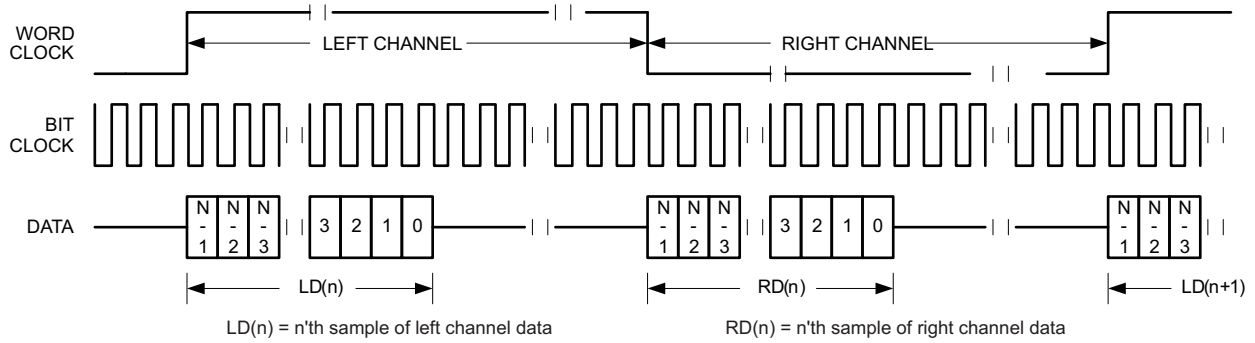 WORD
CLOCK
LEFT CHANNEL
RIGHT CHANNEL
BIT
CLOCK
DATA
N-1 N-2 N-3 3 2 1 0 N-1 N-2 N-3 3 2 1 0 N-1 N-2 N-3
LD(n) RD(n) LD(n+1)
LD(n) = n'th sample of left channel data
RD(n) = n'th sample of right channel data